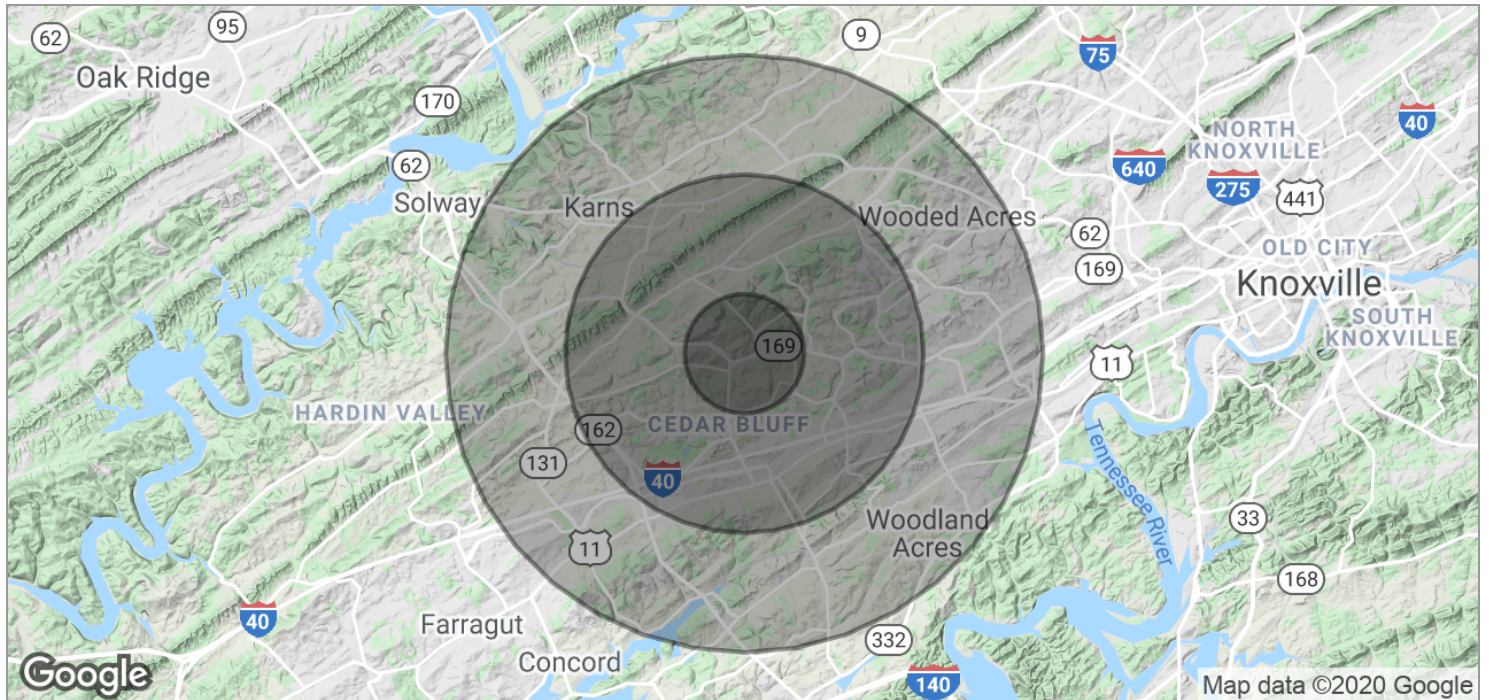 62
95
9
75
Oak Ridge
170
40
NORTH
KNOXVILLE
62
640
275
441
Solway
Karns
Wooded Acres
62
OLD CITY
169
Knoxville
SOUTH
KNOXVILLE
169
11
HARDIN VALLEY
162
CEDAR BLUFF
131
40
Tennessee River
Woodland
Acres
33
11
168
40
Farragut
332
Concord
140
Google
Map data ©2020 Google